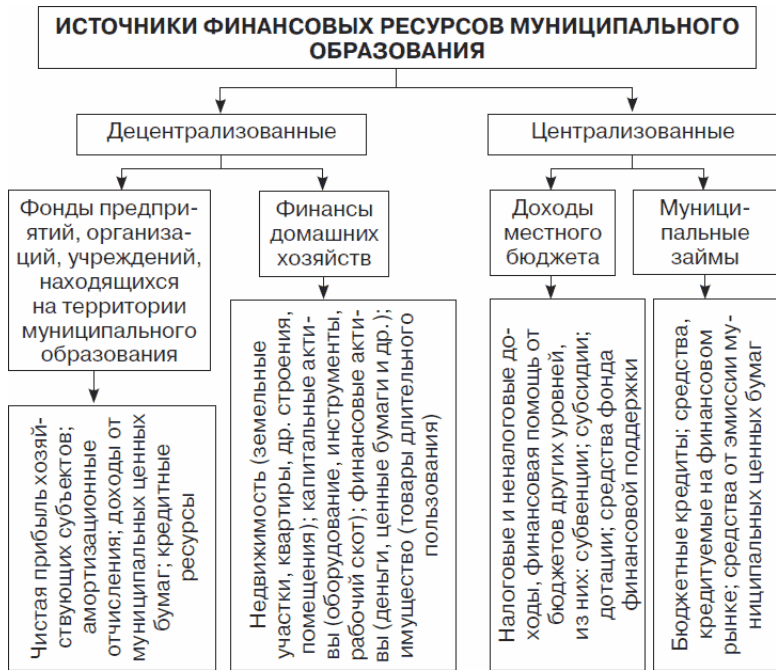 ИСТОЧНИКИ ФИНАНСОВЫХ РЕСУРСОВ МУНИЦИПАЛЬНОГО
ОБРАЗОВАНИЯ
Децентрализованные
Централизованные
Фонды предпри-
ятий, организа-
ций, учреждений,
находящихся
на территории
муниципального
образования
Финансы
домашних
хозяйств
Доходы
местного
бюджета
Муници-
пальные
займы
Чистая прибыль хозяй-
ствующих субъектов;
амортизационные
отчисления; доходы от
муниципальных ценных
бумаг; кредитные
ресурсы
Недвижимость (земельные
участки, квартиры, др. строения,
помещения); капитальные акти-
вы (оборудование, инструменты,
рабочий скот); финансовые акти-
вы (деньги, ценные бумаги и др.);
имущество (товары длительного
пользования)
Налоговые и неналоговые до-
ходы, финансовая помощь от
бюджетов других уровней,
из них: субвенции; субсидии;
дотации; средства фонда
финансовой поддержки
Бюджетные кредиты; средства,
кредитуемые на финансовом
рынке; средства от эмиссии му-
ниципальных ценных бумаг